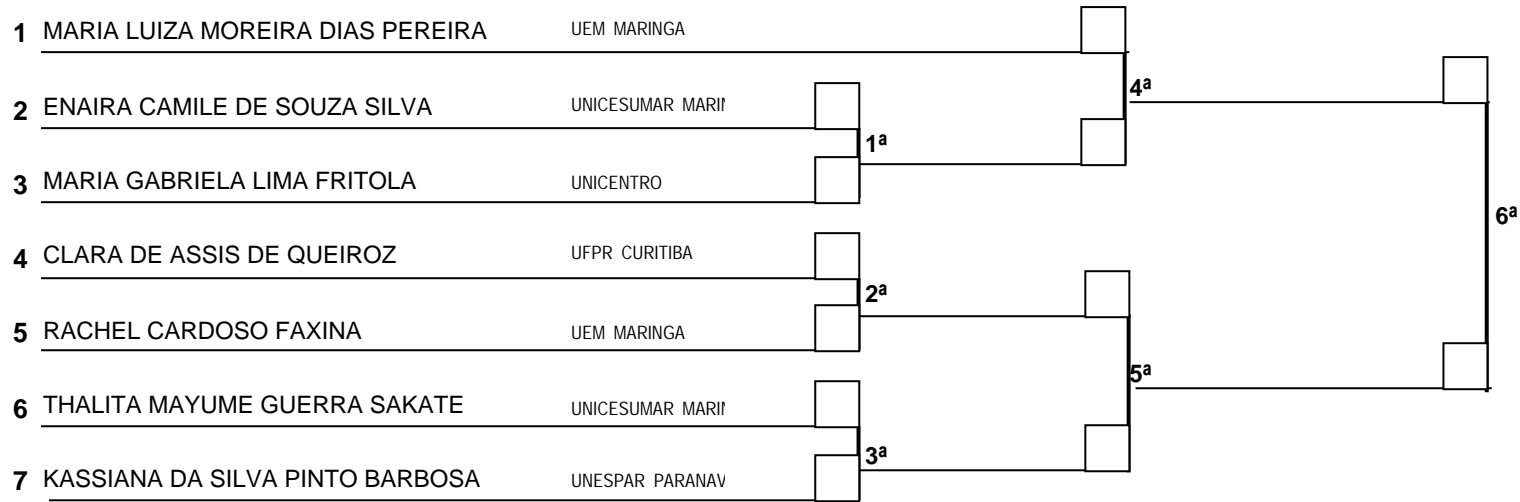 1 MARIA LUIZA MOREIRA DIAS PEREIRA UEM MARINGA
4ª
2 ENAIRA CAMILE DE SOUZA SILVA UNICESUMAR MARIN
1ª
3 MARIA GABRIELA LIMA FRITOLA UNICENTRO
6ª
4 CLARA DE ASSIS DE QUEIROZ UFPR CURITIBA
2ª
5 RACHEL CARDOSO FAXINA UEM MARINGA
5ª
6 THALITA MAYUME GUERRA SAKATE UNICESUMAR MARIN
3ª
7 KASSIANA DA SILVA PINTO BARBOSA UNESPAR PARANAV